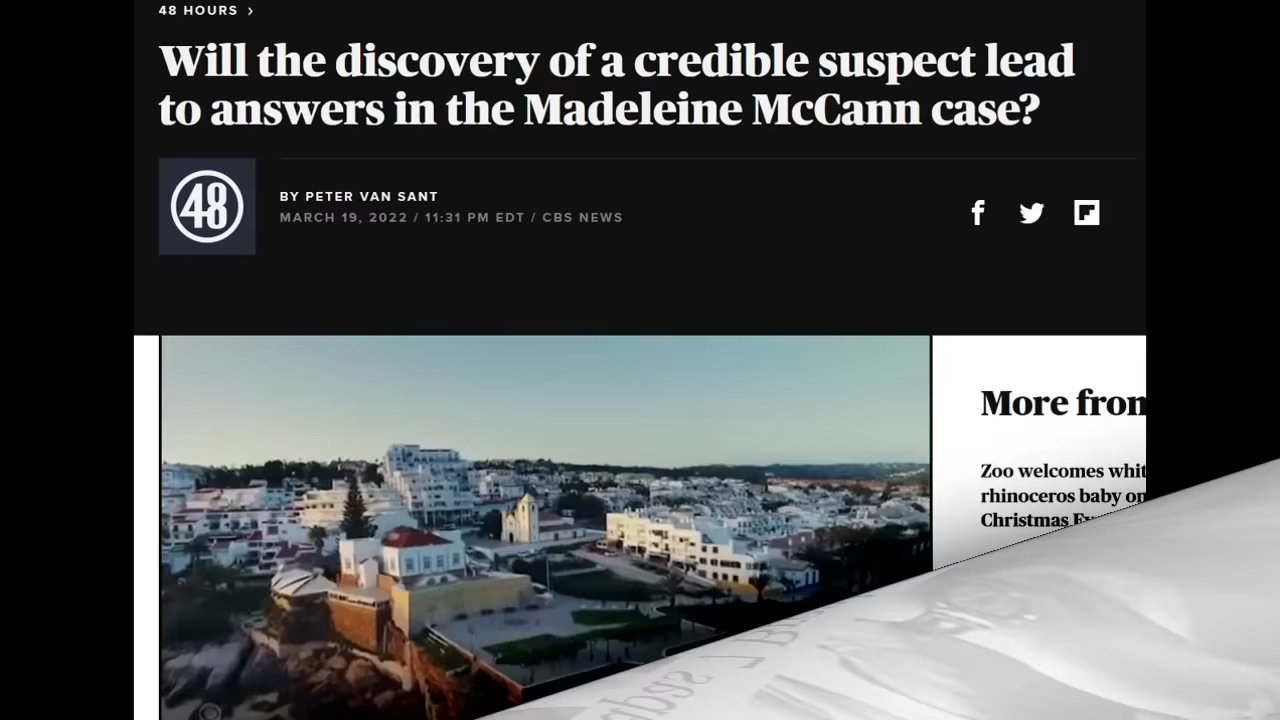 48 HOURS >
Will the discovery of a credible suspect lead
to answers in the Madeleine McCann case?
48
BY PETER VAN SANT
MARCH 19, 2022 / 11:31 PM EDT / CBS NEWS
f
More from
Zoo welcomes whit
rhinoceros baby on
Christmas Ev